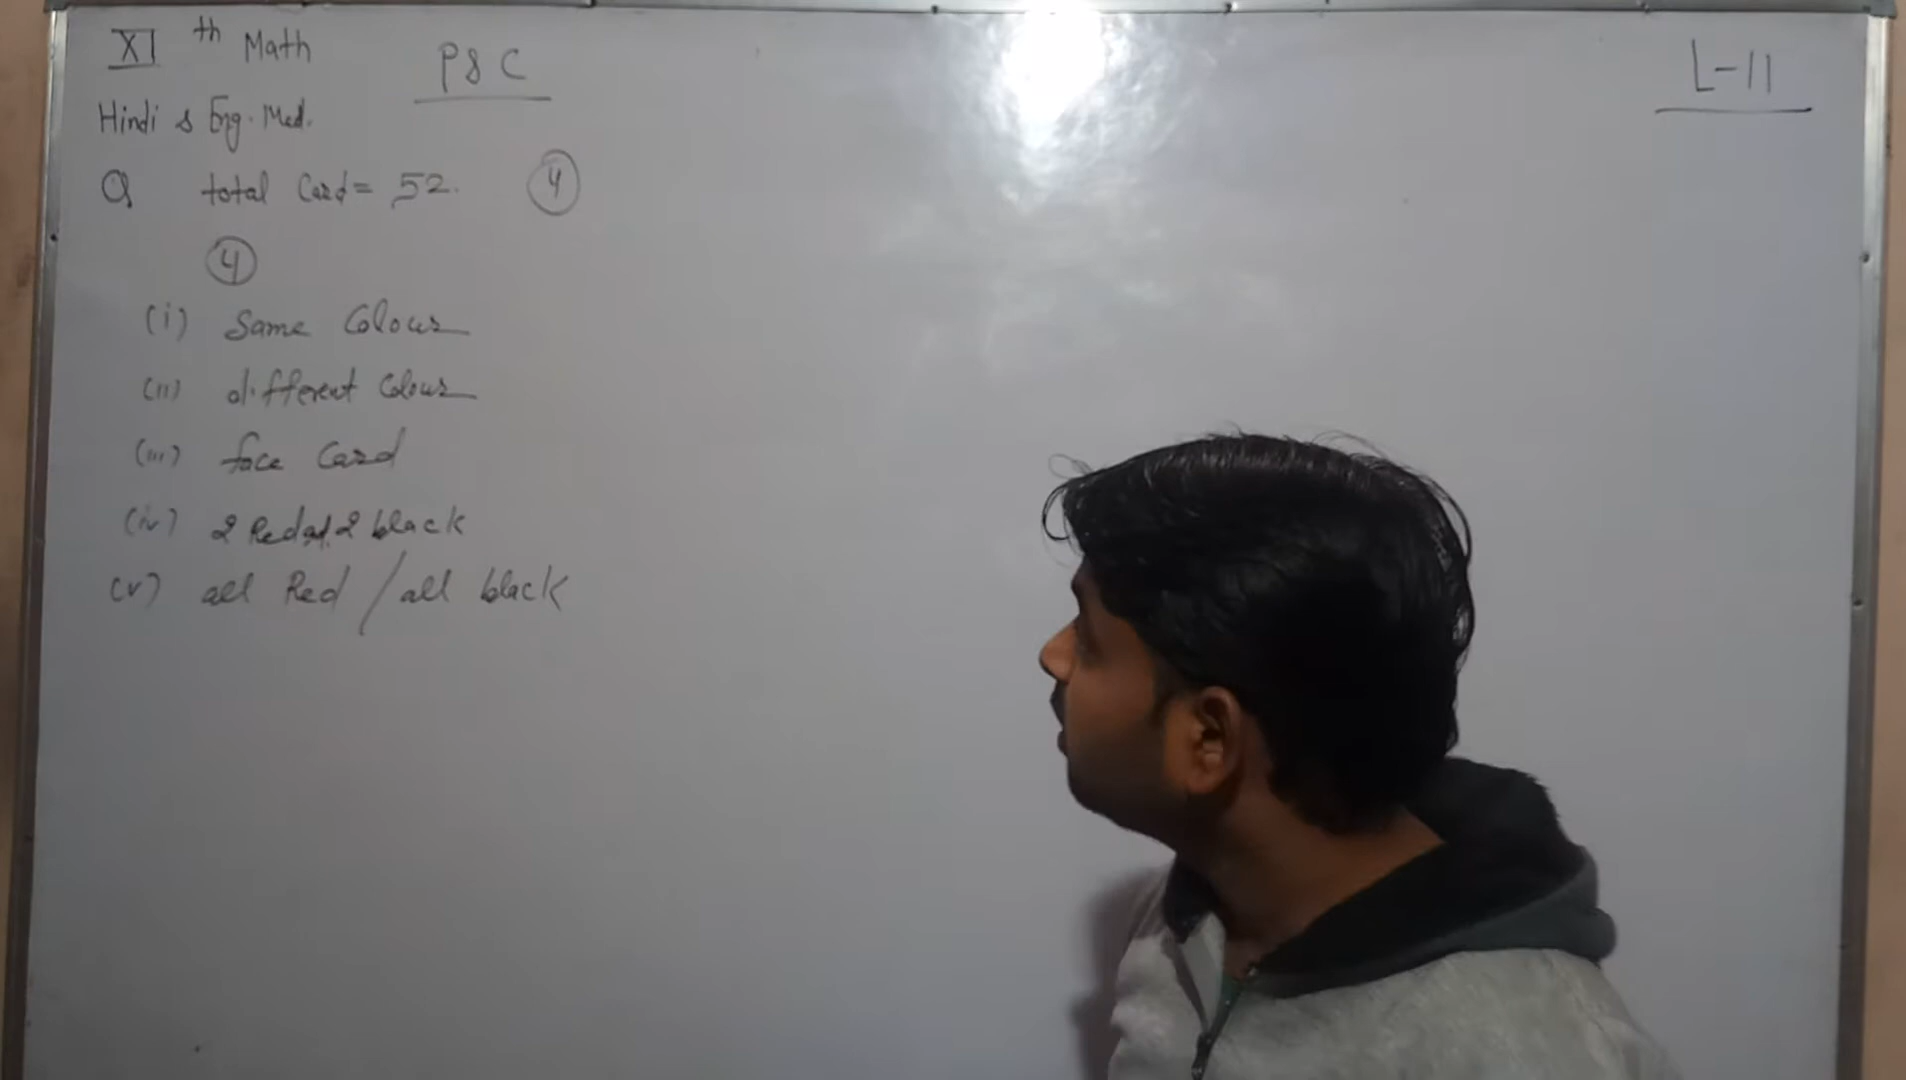 XI th Math
P & C
L-11
Hindi & Eng. Med.
Q total Card = 52. 4
4
(i) Same Colour
(ii) different Colour
(iii) face Card
(iv) 2 Red and 2 black
(v) all Red / all black